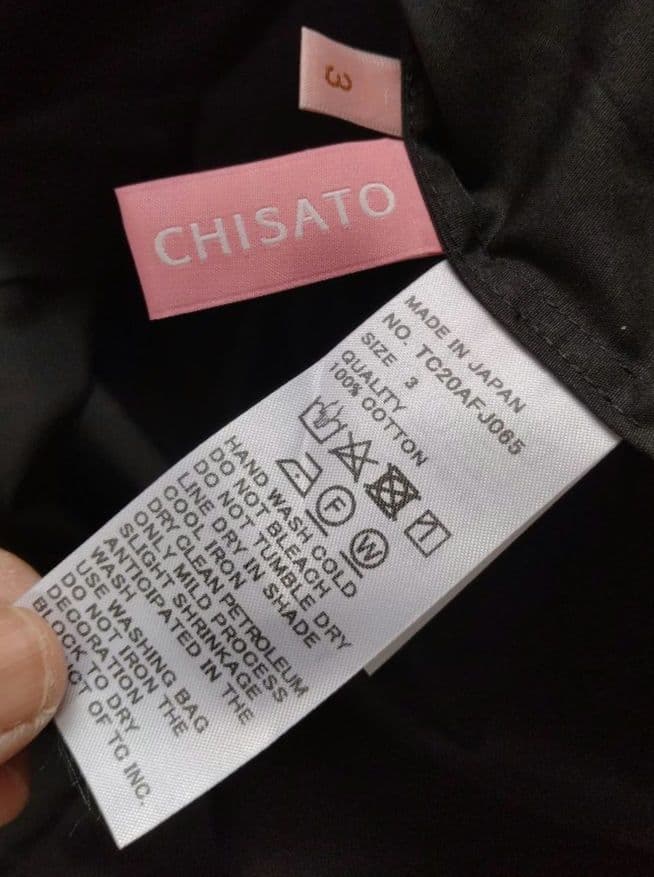 3
CHISATO
MADE IN JAPAN
NO. TC20AF-J065
SIZE 3
QUALITY
100% COTTON
F
W
HAND WASH COLD
DO NOT BLEACH
DO NOT TUMBLE DRY
LINE DRY IN SHADE
COOL IRON
DRY CLEAN PETROLEUM
ONLY MILD PROCESS
SLIGHT SHRINKAGE
ANTICIPATED IN THE
WASH
USE WASHING BAG
DO NOT IRON THE
DECORATION
BLOCK TO DRY
OF TC INC.